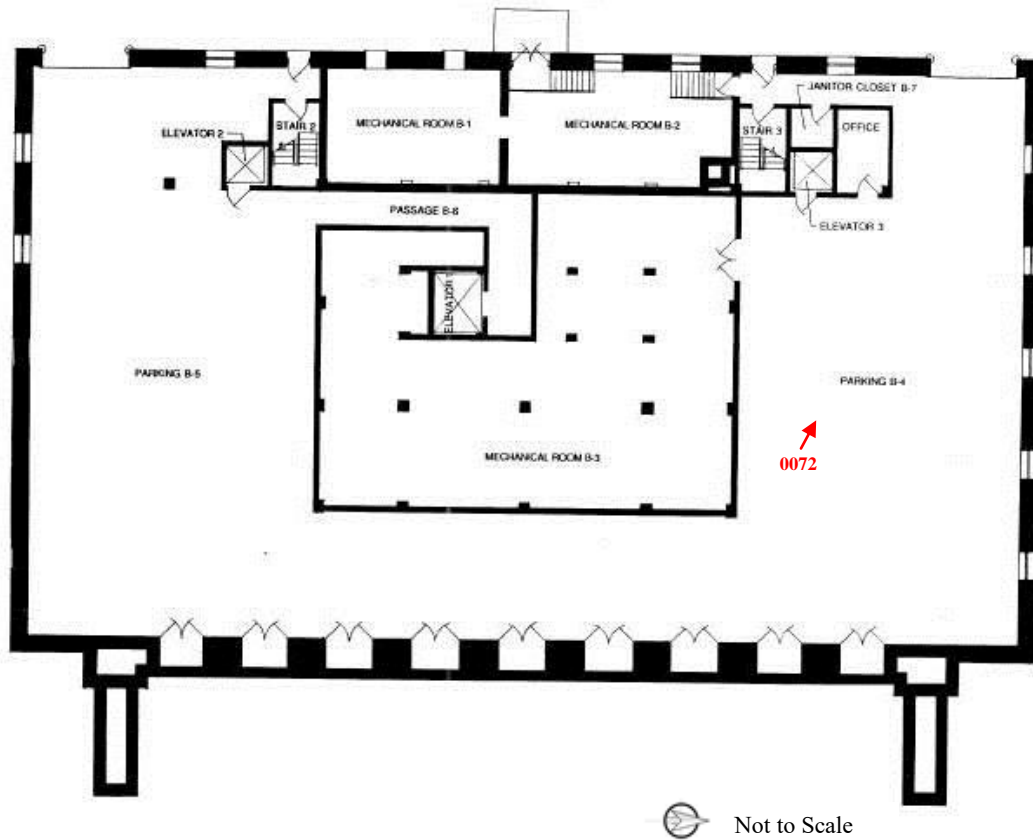 JANITOR CLOSET B-7
ELEVATOR 2
STAIR 2
MECHANICAL ROOM B-1
MECHANICAL ROOM B-2
STAIR 3
OFFICE
PASSAGE B-6
ELEVATOR 3
ELEVATOR 1
PARKING B-5
PARKING B-4
MECHANICAL ROOM B-3
0072
Not to Scale